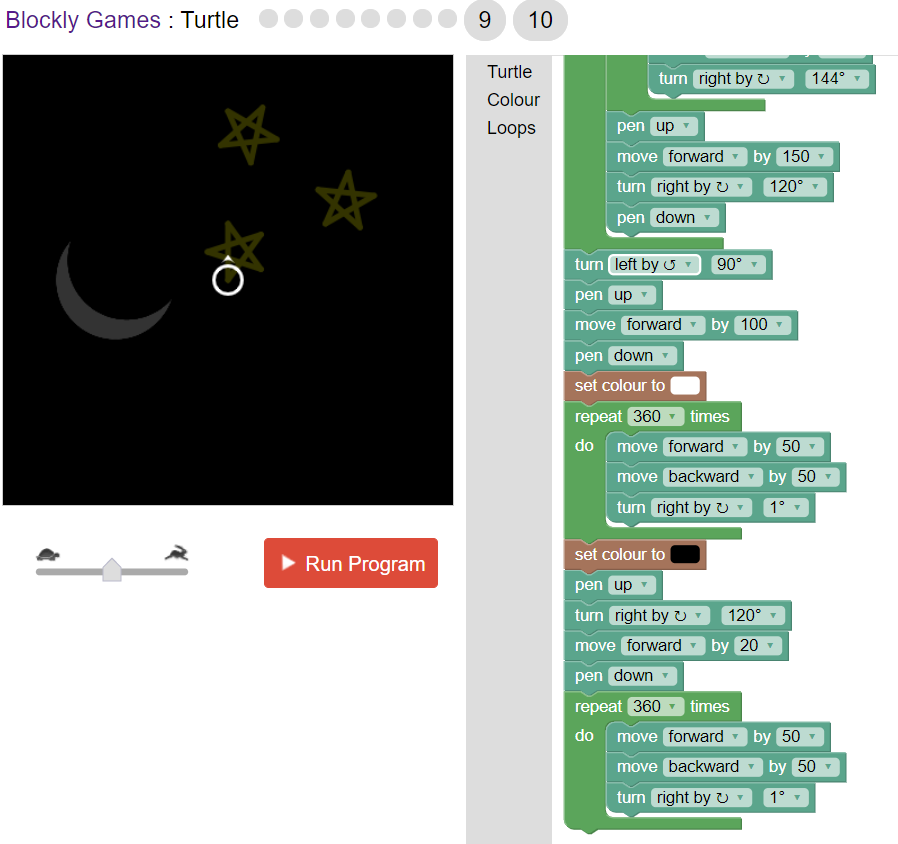 Blockly Games : Turtle 9 10
Turtle
Colour
Loops
turn right by ↻ 144°
pen up
move forward by 150
turn right by ↻ 120°
pen down
turn left by ↺ 90°
pen up
move forward by 100
pen down
set colour to
repeat 360 times
do move forward by 50
move backward by 50
turn right by ↻ 1°
set colour to
pen up
turn right by ↻ 120°
move forward by 20
pen down
repeat 360 times
do move forward by 50
move backward by 50
turn right by ↻ 1°
Run Program